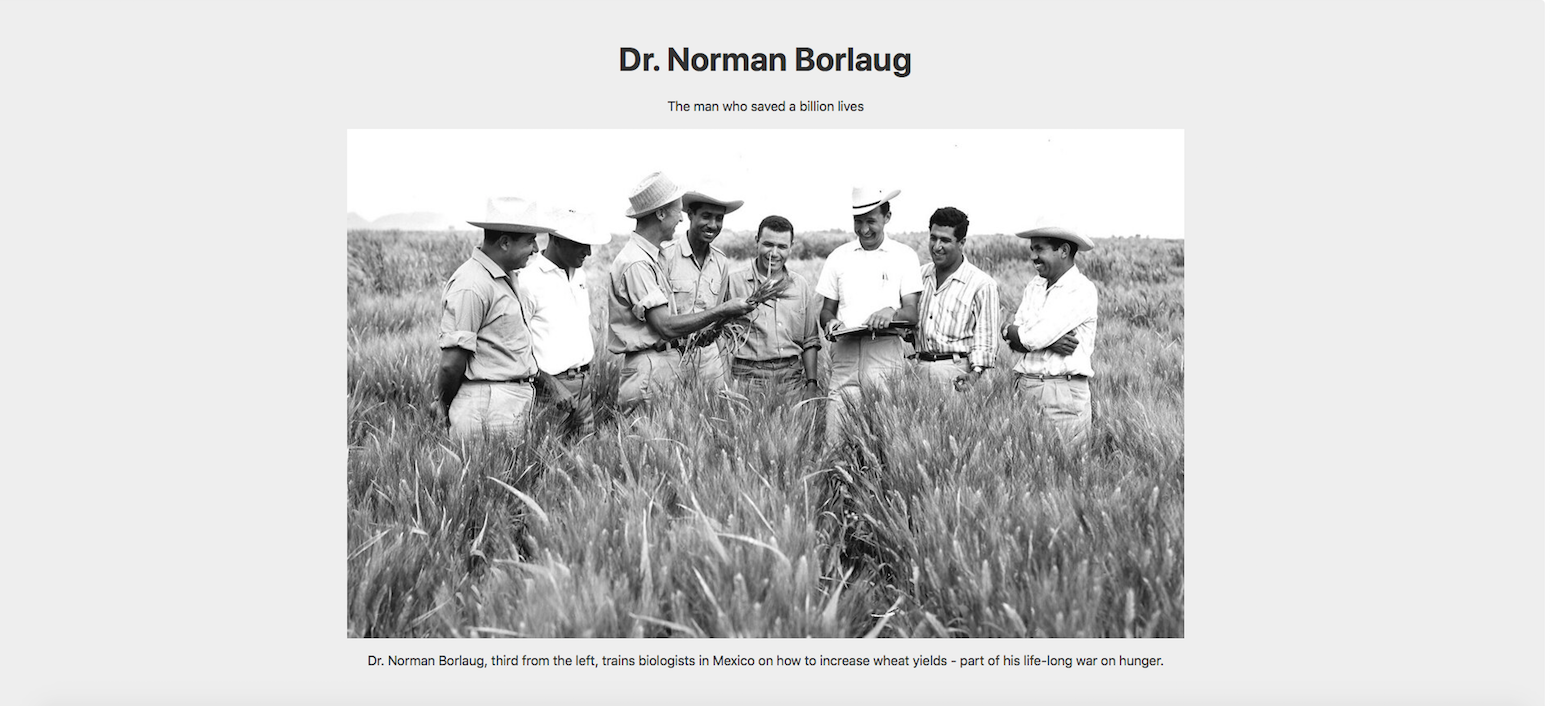 Dr. Norman Borlaug
The man who saved a billion lives
Dr. Norman Borlaug, third from the left, trains biologists in Mexico on how to increase wheat yields - part of his life-long war on hunger.